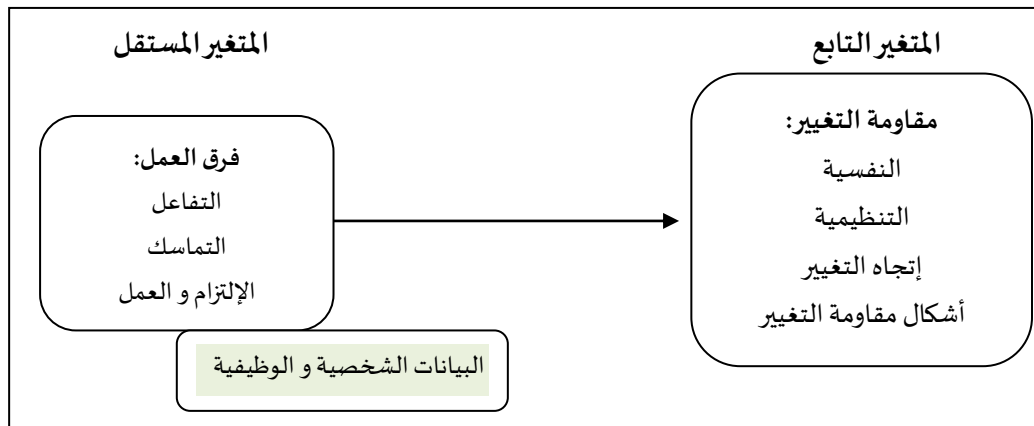 المتغير التابع
المتغير المستقل
مقاومة التغيير:
النفسية
التنظيمية
إتجاه التغيير
أشكال مقاومة التغيير
فرق العمل:
التفاعل
التماسك
الإلتزام و العمل
البيانات الشخصية و الوظيفية